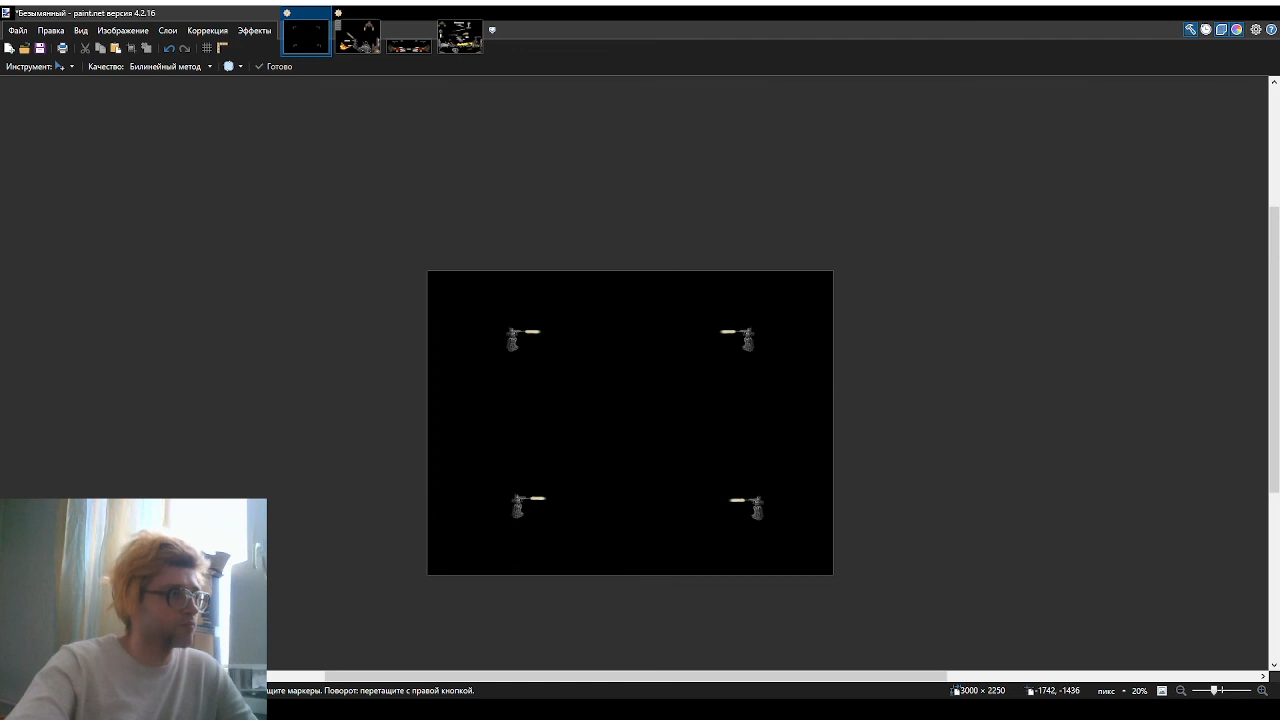 *Безымянный - paint.net версия 4.2.16
Файл Правка Вид Изображение Слои Коррекция Эффекты
Инструмент: Качество: Билинейный метод Готово
щите маркеры. Поворот: перетащите с правой кнопкой. 3000 × 2250 -1742, -1436 пикс 20%